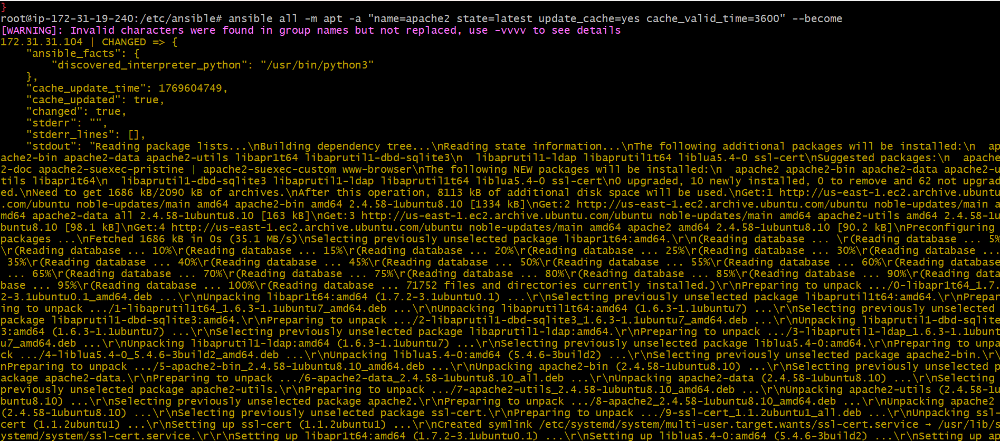 }
root@ip-172-31-19-240:/etc/ansible# ansible all -m apt -a "name=apache2 state=latest update_cache=yes cache_valid_time=3600" --become
[WARNING]: Invalid characters were found in group names but not replaced, use -vvvv to see details
172.31.31.104 | CHANGED => {
    "ansible_facts": {
        "discovered_interpreter_python": "/usr/bin/python3"
    },
    "cache_update_time": 1769604749,
    "cache_updated": true,
    "changed": true,
    "stderr": "",
    "stderr_lines": [],
    "stdout": "Reading package lists...\nBuilding dependency tree...\nReading state information...\nThe following additional packages will be installed:\n  ap
ache2-bin apache2-data apache2-utils libapr1t64 libaprutil1-dbd-sqlite3\n  libaprutil1-ldap libaprutil1t64 liblua5.4-0 ssl-cert\nSuggested packages:\n  apache
2-doc apache2-suexec-pristine | apache2-suexec-custom www-browser\nThe following NEW packages will be installed:\n  apache2 apache2-bin apache2-data apache2-u
tils libapr1t64\n  libaprutil1-dbd-sqlite3 libaprutil1-ldap libaprutil1t64 liblua5.4-0 ssl-cert\n0 upgraded, 10 newly installed, 0 to remove and 62 not upgrad
ed.\nNeed to get 1686 kB/2090 kB of archives.\nAfter this operation, 8113 kB of additional disk space will be used.\nGet:1 http://us-east-1.ec2.archive.ubuntu
.com/ubuntu noble-updates/main amd64 apache2-bin amd64 2.4.58-1ubuntu8.10 [1334 kB]\nGet:2 http://us-east-1.ec2.archive.ubuntu.com/ubuntu noble-updates/main a
md64 apache2-data all 2.4.58-1ubuntu8.10 [163 kB]\nGet:3 http://us-east-1.ec2.archive.ubuntu.com/ubuntu noble-updates/main amd64 apache2-utils amd64 2.4.58-1u
buntu8.10 [98.1 kB]\nGet:4 http://us-east-1.ec2.archive.ubuntu.com/ubuntu noble-updates/main amd64 apache2 amd64 2.4.58-1ubuntu8.10 [90.2 kB]\nPreconfiguring
packages ...\nFetched 1686 kB in 0s (35.1 MB/s)\nSelecting previously unselected package libapr1t64:amd64.\r\n(Reading database ... \r(Reading database ... 5%
\r(Reading database ... 10%\r(Reading database ... 15%\r(Reading database ... 20%\r(Reading database ... 25%\r(Reading database ... 30%\r(Reading database ...
 35%\r(Reading database ... 40%\r(Reading database ... 45%\r(Reading database ... 50%\r(Reading database ... 55%\r(Reading database ... 60%\r(Reading database
 ... 65%\r(Reading database ... 70%\r(Reading database ... 75%\r(Reading database ... 80%\r(Reading database ... 85%\r(Reading database ... 90%\r(Reading data
base ... 95%\r(Reading database ... 100%\r(Reading database ... 71752 files and directories currently installed.)\r\nPreparing to unpack .../0-libapr1t64_1.7.
2-3.1ubuntu0.1_amd64.deb ...\r\nUnpacking libapr1t64:amd64 (1.7.2-3.1ubuntu0.1) ...\r\nSelecting previously unselected package libaprutil1t64:amd64.\r\nPrepar
ing to unpack .../1-libaprutil1t64_1.6.3-1.1ubuntu7_amd64.deb ...\r\nUnpacking libaprutil1t64:amd64 (1.6.3-1.1ubuntu7) ...\r\nSelecting previously unselected
package libaprutil1-dbd-sqlite3:amd64.\r\nPreparing to unpack .../2-libaprutil1-dbd-sqlite3_1.6.3-1.1ubuntu7_amd64.deb ...\r\nUnpacking libaprutil1-dbd-sqlite
3:amd64 (1.6.3-1.1ubuntu7) ...\r\nSelecting previously unselected package libaprutil1-ldap:amd64.\r\nPreparing to unpack .../3-libaprutil1-ldap_1.6.3-1.1ubunt
u7_amd64.deb ...\r\nUnpacking libaprutil1-ldap:amd64 (1.6.3-1.1ubuntu7) ...\r\nSelecting previously unselected package liblua5.4-0:amd64.\r\nPreparing to unpa
ck .../4-liblua5.4-0_5.4.6-3build2_amd64.deb ...\r\nUnpacking liblua5.4-0:amd64 (5.4.6-3build2) ...\r\nSelecting previously unselected package apache2-bin.\r\
nPreparing to unpack .../5-apache2-bin_2.4.58-1ubuntu8.10_amd64.deb ...\r\nUnpacking apache2-bin (2.4.58-1ubuntu8.10) ...\r\nSelecting previously unselected p
ackage apache2-data.\r\nPreparing to unpack .../6-apache2-data_2.4.58-1ubuntu8.10_all.deb ...\r\nUnpacking apache2-data (2.4.58-1ubuntu8.10) ...\r\nSelecting
previously unselected package apache2-utils.\r\nPreparing to unpack .../7-apache2-utils_2.4.58-1ubuntu8.10_amd64.deb ...\r\nUnpacking apache2-utils (2.4.58-1u
buntu8.10) ...\r\nSelecting previously unselected package apache2.\r\nPreparing to unpack .../8-apache2_2.4.58-1ubuntu8.10_amd64.deb ...\r\nUnpacking apache2
(2.4.58-1ubuntu8.10) ...\r\nSelecting previously unselected package ssl-cert.\r\nPreparing to unpack .../9-ssl-cert_1.1.2ubuntu1_all.deb ...\r\nUnpacking ssl-
cert (1.1.2ubuntu1) ...\r\nSetting up ssl-cert (1.1.2ubuntu1) ...\r\nCreated symlink /etc/systemd/system/multi-user.target.wants/ssl-cert.service → /usr/lib/s
ystemd/system/ssl-cert.service.\r\r\nSetting up libapr1t64:amd64 (1.7.2-3.1ubuntu0.1) ...\r\nSetting up liblua5.4-0:amd64 (5.4.6-3build2) ...\r\nSetting up ap